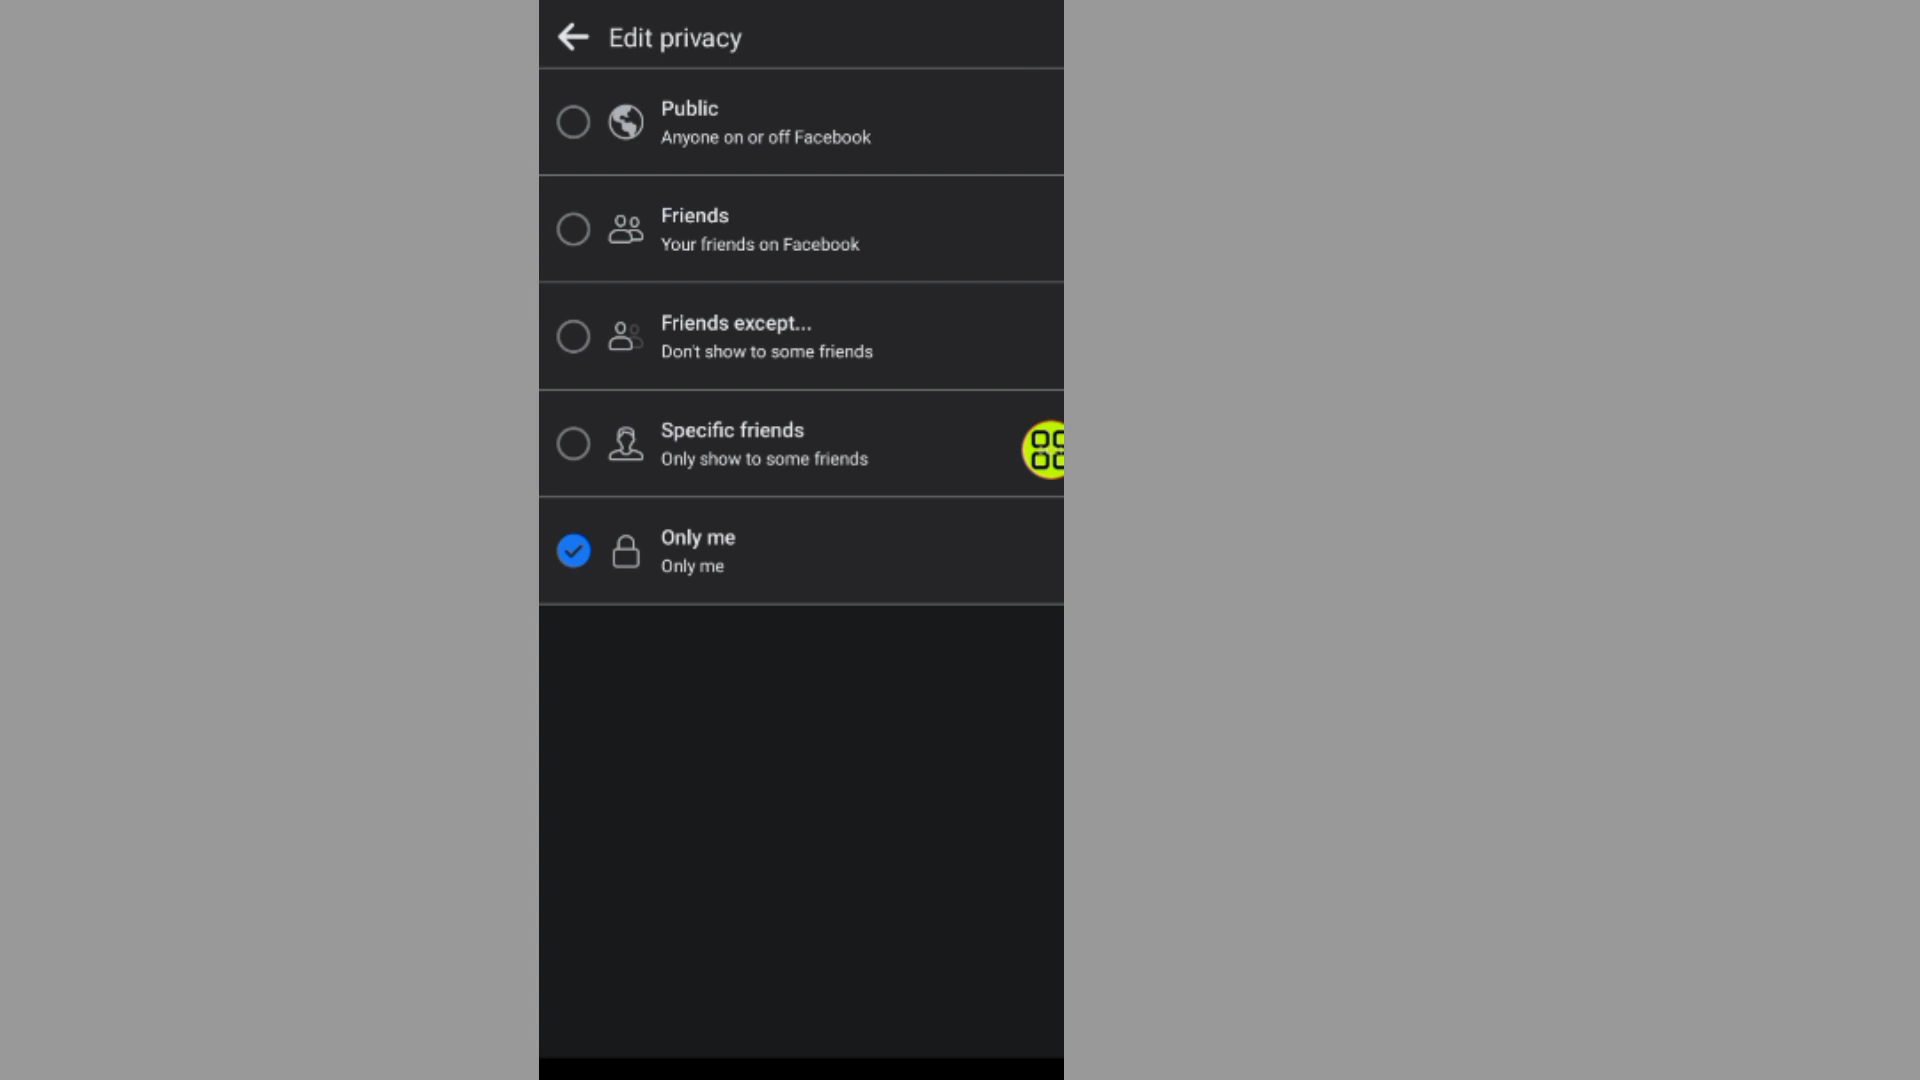 Edit privacy
Public
Anyone on or off Facebook
Friends
Your friends on Facebook
Friends except...
Don't show to some friends
Specific friends
Only show to some friends
Only me
Only me